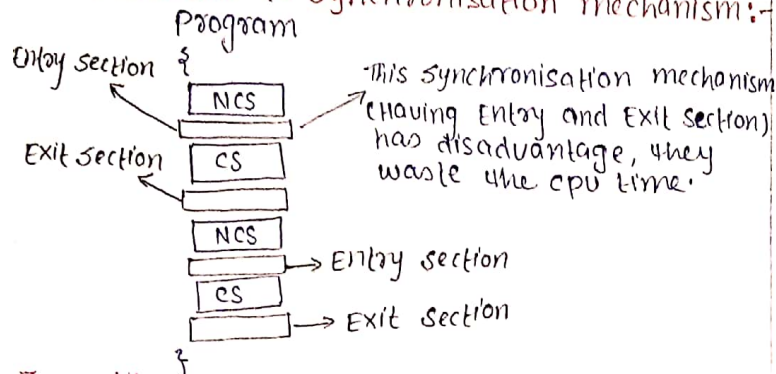 mechanism:-
Program
{
Entry section
NCS
This synchronisation mechanism
(Having Entry and Exit section)
has disadvantage, they
waste the cpu time.
Exit section
CS
NCS
Entry section
CS
Exit section
}